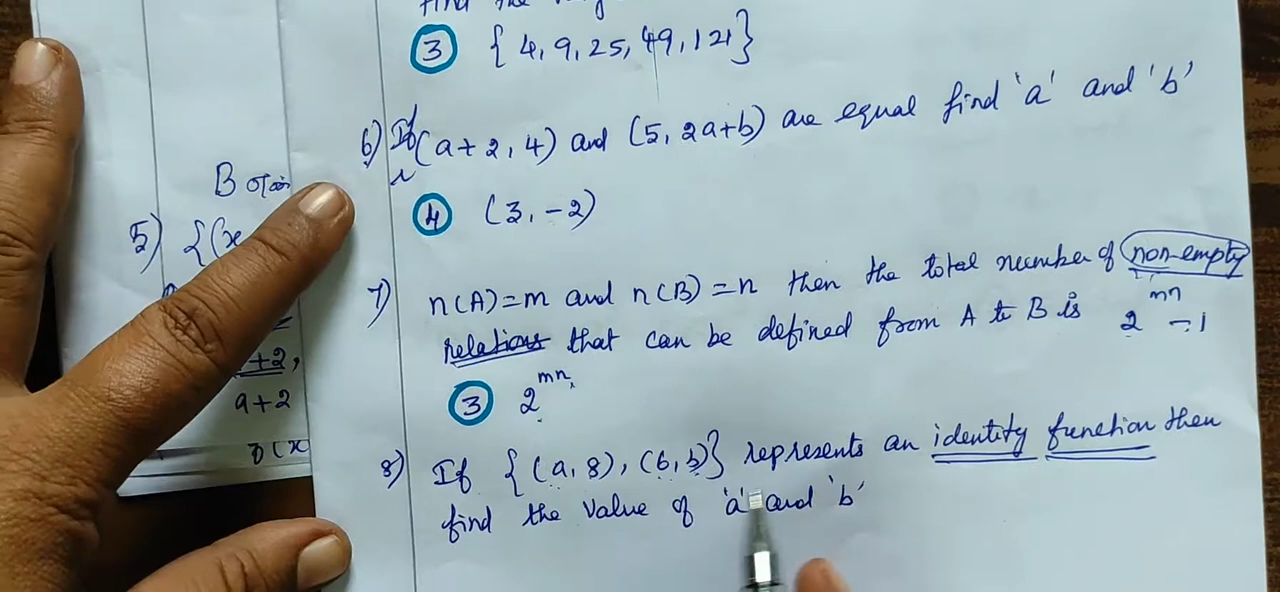 find the
③ { 4, 9, 25, 49, 121 }
6) If (a + 2, 4) and (5, 2a+b) are equal find 'a' and 'b'
④ (3, -2)
7) n(A) = m and n(B) = n then the total number of non-empty
relations that can be defined from A to B is 2^mn - 1
③ 2^mn
8) If { (a, 8), (6, b)} represents an identity function then
find the value of 'a' and 'b'
B என்
5) {(x
+2,
a+2